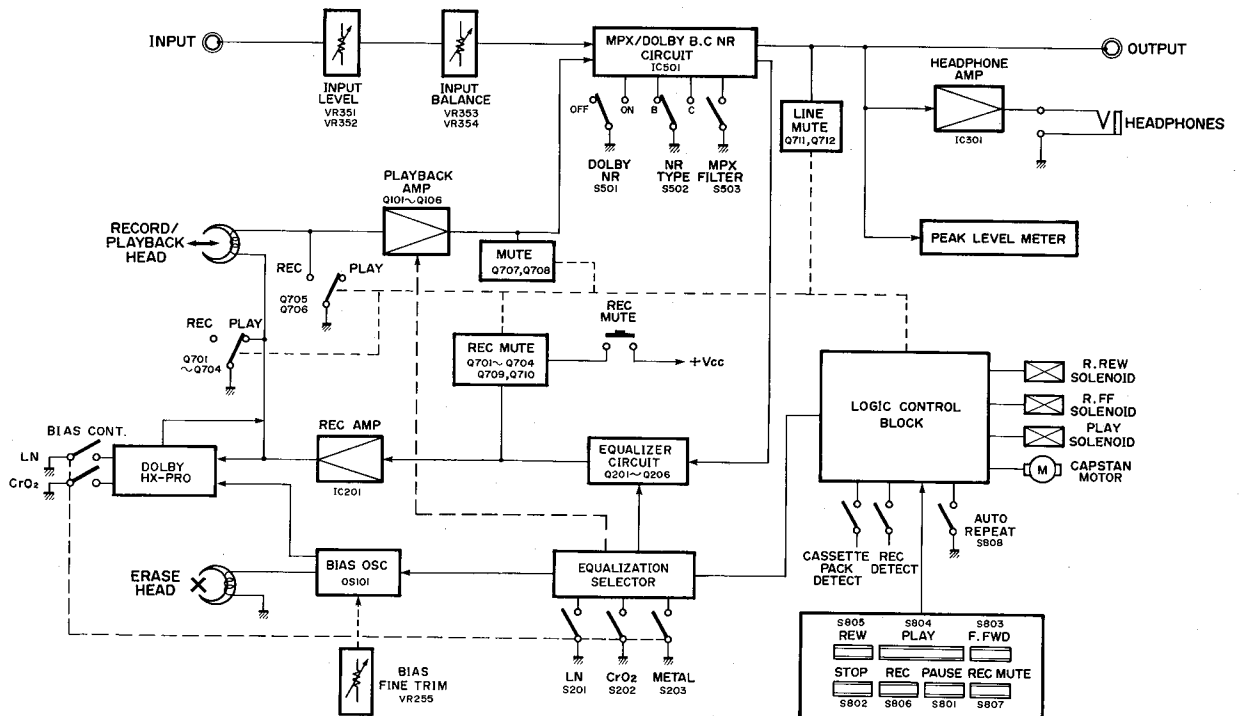 INPUT
INPUT
LEVEL
VR351
VR352
INPUT
BALANCE
VR353
VR354
MPX/DOLBY B.C NR
CIRCUIT
IC501
OUTPUT
OFF
ON
B
C
DOLBY
NR
S501
NR
TYPE
S502
MPX
FILTER
S503
LINE
MUTE
Q711,Q712
HEADPHONE
AMP
IC301
HEADPHONES
PLAYBACK
AMP
Q101~Q106
RECORD/
PLAYBACK
HEAD
MUTE
Q707,Q708
PEAK LEVEL METER
REC
PLAY
Q705
Q706
REC
PLAY
Q701
~Q704
REC MUTE
Q701~Q704
Q709,Q710
REC
MUTE
+Vcc
LOGIC CONTROL
BLOCK
R.REW
SOLENOID
R.FF
SOLENOID
PLAY
SOLENOID
M
CAPSTAN
MOTOR
BIAS CONT.
LN
CrO2
DOLBY
HX-PRO
REC AMP
IC201
EQUALIZER
CIRCUIT
Q201~Q206
CASSETTE
PACK
DETECT
REC
DETECT
AUTO
REPEAT
S808
ERASE
HEAD
BIAS OSC
OS101
EQUALIZATION
SELECTOR
BIAS
FINE TRIM
VR255
LN
S201
CrO2
S202
METAL
S203
S805
REW
S804
PLAY
S803
F.FWD
STOP
S802
REC
S806
PAUSE
S801
REC MUTE
S807